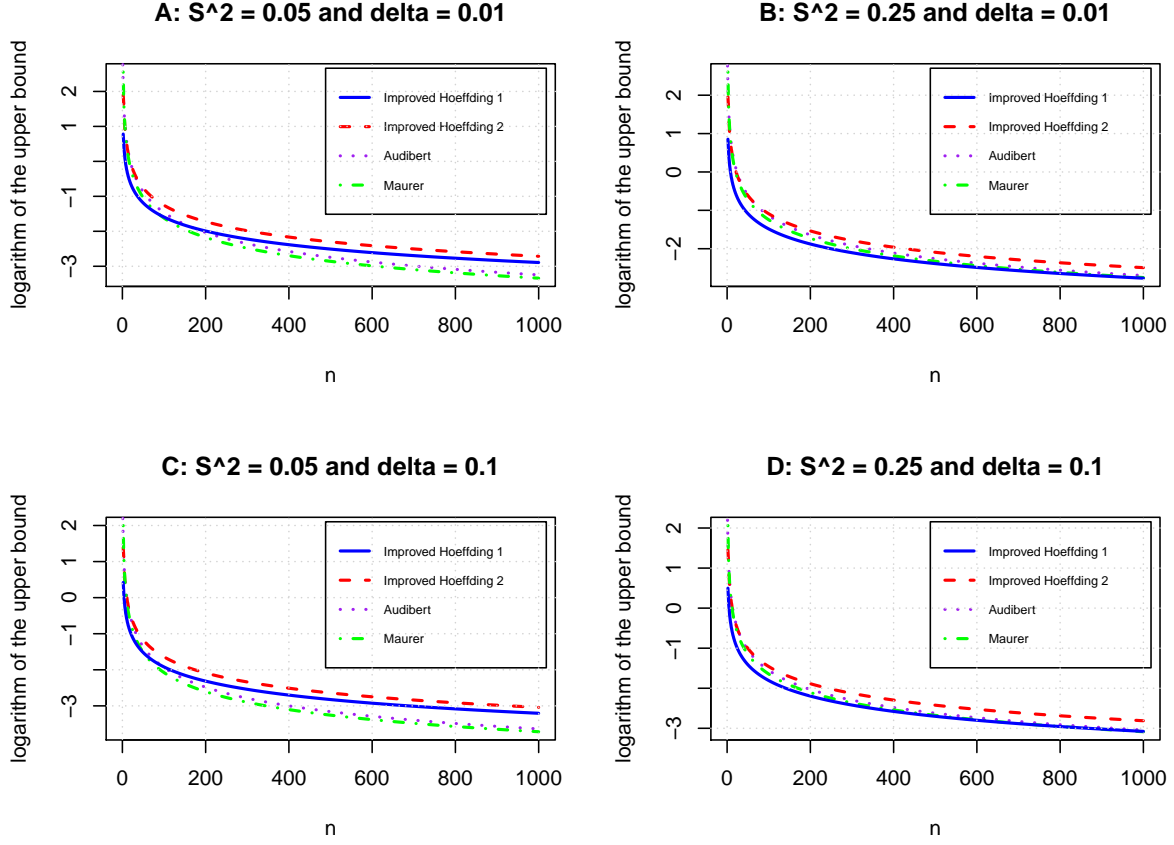 A: S^2 = 0.05 and delta = 0.01
logarithm of the upper bound
2
1
−1
−3
Improved Hoeffding 1
Improved Hoeffding 2
Audibert
Maurer
0 200 400 600 800 1000
n
B: S^2 = 0.25 and delta = 0.01
logarithm of the upper bound
2
1
0
−2
improved Hoeffding 1
Improved Hoeffding 2
Audibert
Maurer
0 200 400 600 800 1000
n
C: S^2 = 0.05 and delta = 0.1
logarithm of the upper bound
2
1
0
−1
−3
Improved Hoeffding 1
Improved Hoeffding 2
Audibert
Maurer
0 200 400 600 800 1000
n
D: S^2 = 0.25 and delta = 0.1
logarithm of the upper bound
2
1
0
−1
−3
Improved Hoeffding 1
Improved Hoeffding 2
Audibert
Maurer
0 200 400 600 800 1000
n